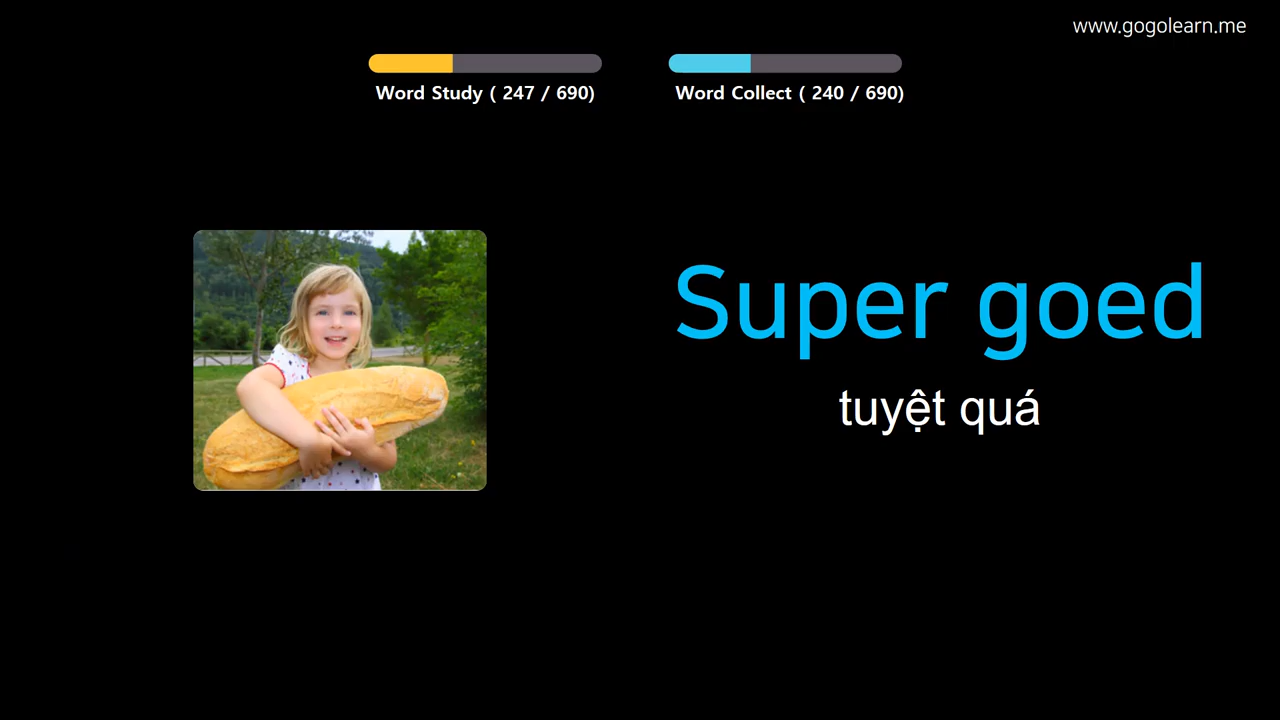 www.gogolearn.me
Word Study ( 247 / 690)
Word Collect ( 240 / 690)
Super goed
tuyệt quá